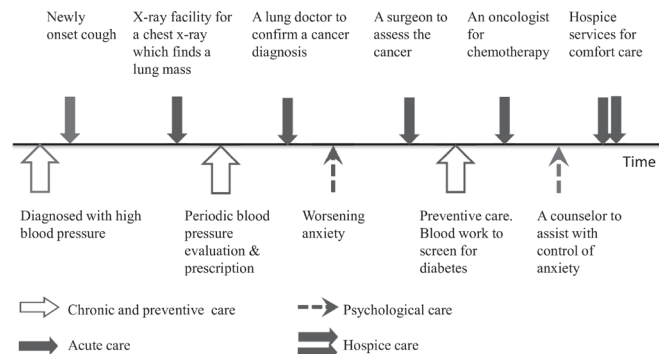 Newly
onset cough
X-ray facility for
a chest x-ray
which finds a
lung mass
A lung doctor to
confirm a cancer
diagnosis
A surgeon to
assess the
cancer
An oncologist
for
chemotherapy
Hospice
services for
comfort care
Time
Diagnosed with high
blood pressure
Periodic blood
pressure
evaluation &
prescription
Worsening
anxiety
Preventive care.
Blood work to
screen for
diabetes
A counselor to
assist with
control of
anxiety
Chronic and preventive care
Psychological care
Acute care
Hospice care